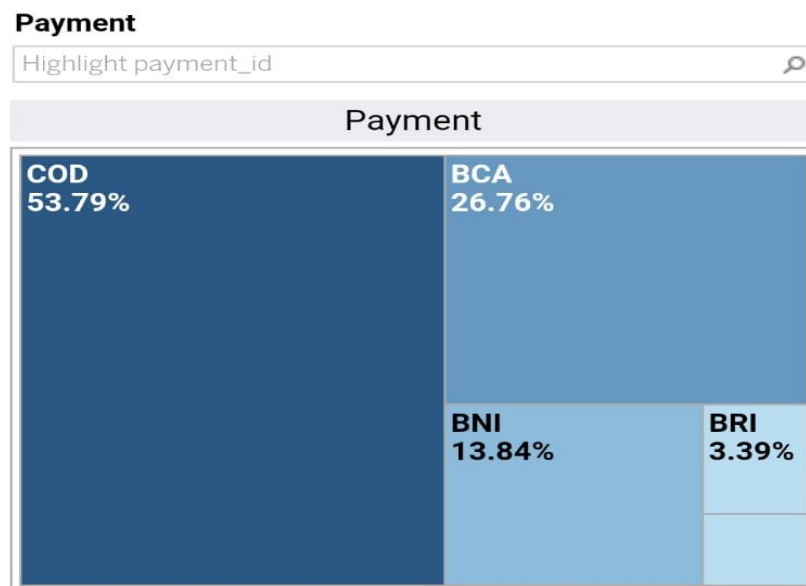 Payment
Highlight payment_id
Payment
COD
53.79%
BCA
26.76%
BNI
13.84%
BRI
3.39%